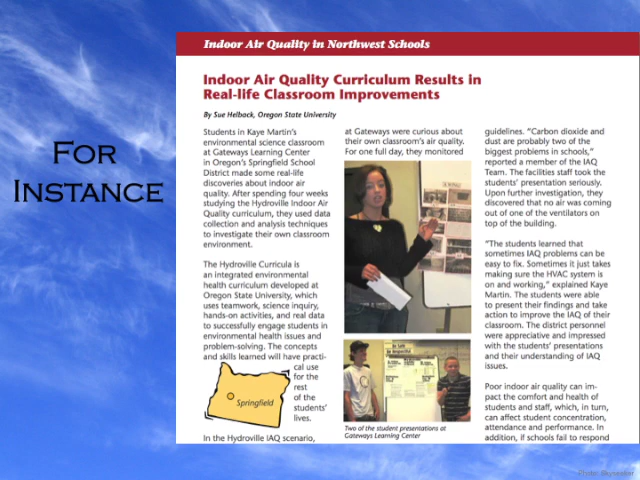 For
Instance
Indoor Air Quality in Northwest Schools
Indoor Air Quality Curriculum Results in
Real-life Classroom Improvements
By Sue Helback, Oregon State University
Students in Kaye Martin's
environmental science classroom
at Gateways Learning Center
in Oregon's Springfield School
District made some real-life
discoveries about indoor air
quality. After spending four weeks
studying the Hydroville Indoor Air
Quality curriculum, they used data
collection and analysis techniques
to investigate their own classroom
environment.
The Hydroville Curricula is
an integrated environmental
health curriculum developed at
Oregon State University, which
uses teamwork, science inquiry,
hands-on activities, and real data
to successfully engage students in
environmental health issues and
problem-solving. The concepts
and skills learned will have practi-
cal use
for the
rest
of the
students'
lives.
Springfield
In the Hydroville IAQ scenario,
at Gateways were curious about
their own classroom's air quality.
For one full day, they monitored
Two of the student presentations at
Gateways Learning Center
guidelines. "Carbon dioxide and
dust are probably two of the
biggest problems in schools,"
reported a member of the IAQ
Team. The facilities staff took the
students' presentation seriously.
Upon further investigation, they
discovered that no air was coming
out of one of the ventilators on
top of the building.
"The students learned that
sometimes IAQ problems can be
easy to fix. Sometimes it just takes
making sure the HVAC system is
on and working," explained Kaye
Martin. The students were able
to present their findings and take
action to improve the IAQ of their
classroom. The district personnel
were appreciative and impressed
with the students' presentations
and their understanding of IAQ
issues.
Poor indoor air quality can im-
pact the comfort and health of
students and staff, which, in turn,
can affect student concentration,
attendance and performance. In
addition, if schools fail to respond